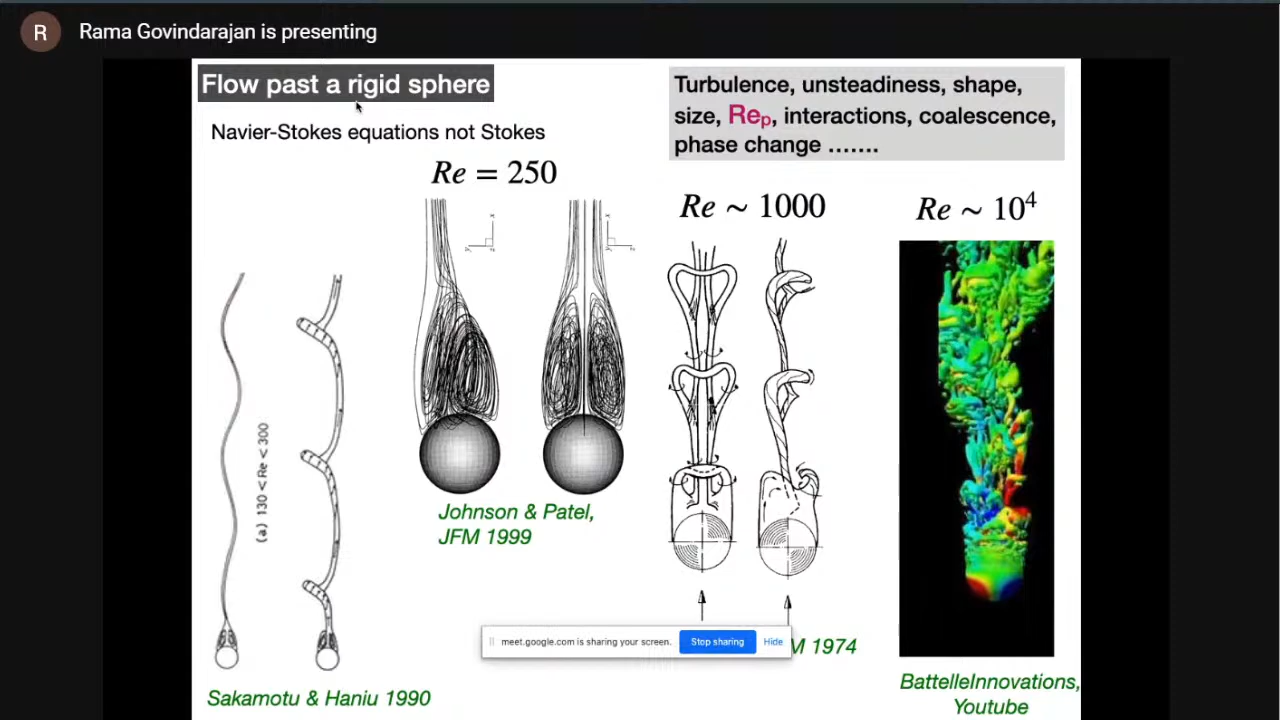 R
Rama Govindarajan is presenting
Flow past a rigid sphere
Navier-Stokes equations not Stokes
Turbulence, unsteadiness, shape,
size, Rep, interactions, coalescence,
phase change .......
Re = 250
Re ~ 1000
Re ~ 10⁴
(a) 130 < Re < 300
Johnson & Patel,
JFM 1999
meet.google.com is sharing your screen.
Stop sharing
Hide
M 1974
Sakamotu & Haniu 1990
BattelleInnovations,
Youtube